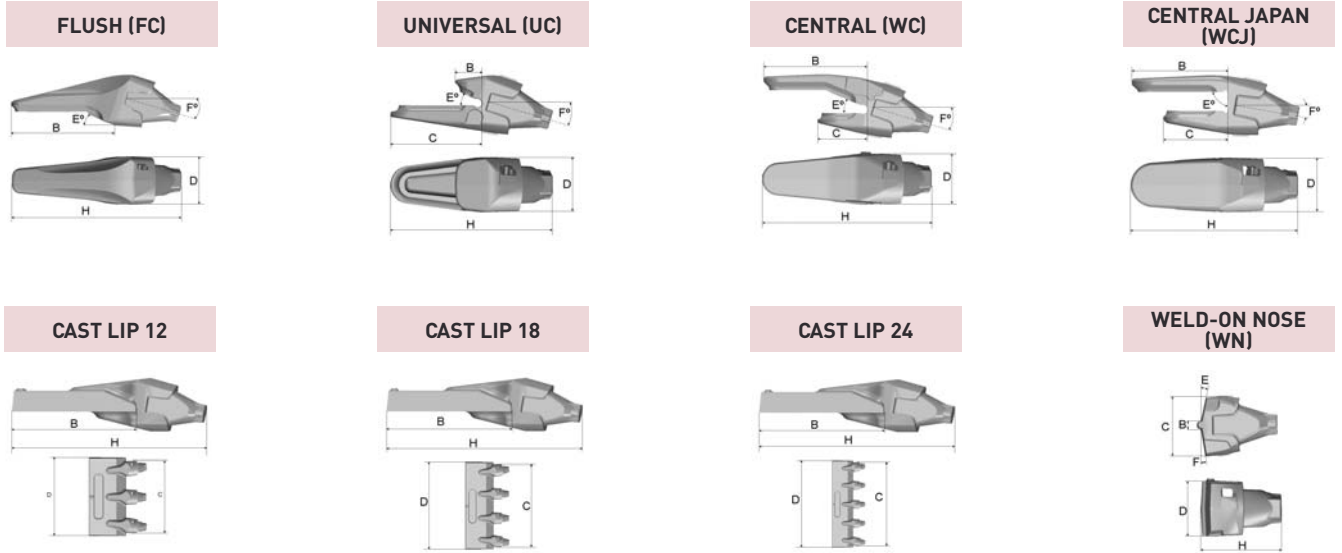 FLUSH (FC)
UNIVERSAL (UC)
CENTRAL (WC)
CENTRAL JAPAN
(WCJ)
B
E°
F°
D
H
B
E°
F°
C
D
H
B
E°
F°
C
D
H
B
E°
F°
C
D
H
CAST LIP 12
CAST LIP 18
CAST LIP 24
WELD-ON NOSE
(WN)
B
H
D
C
B
H
D
C
B
H
D
C
E
C
B
F
D
H